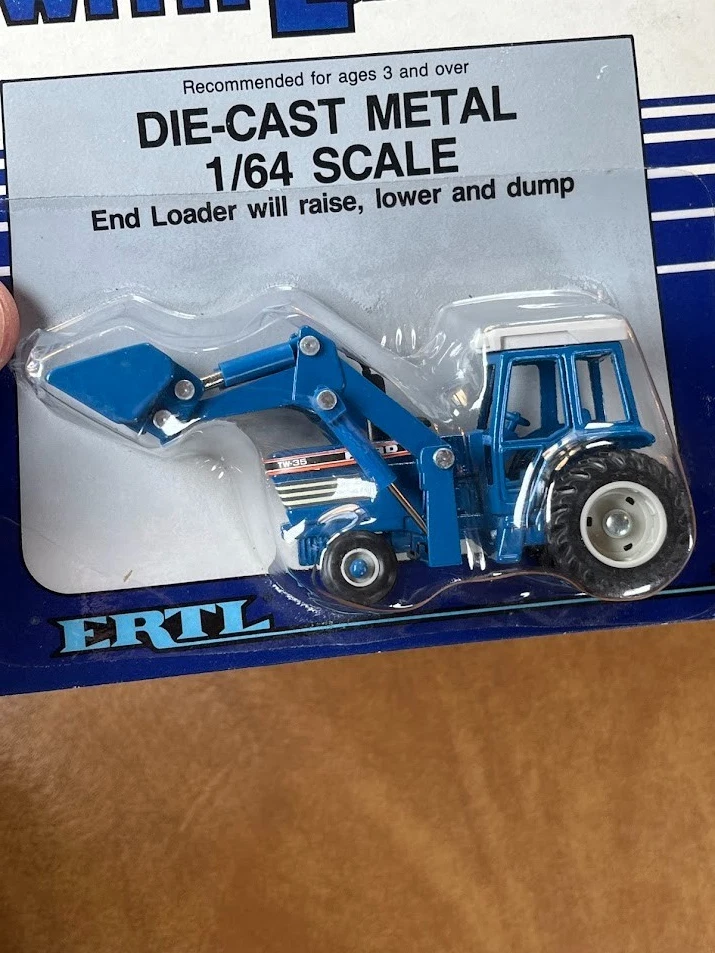 WITH
Recommended for ages 3 and over
DIE-CAST METAL
1/64 SCALE
End Loader will raise, lower and dump
TW-35
ERTL